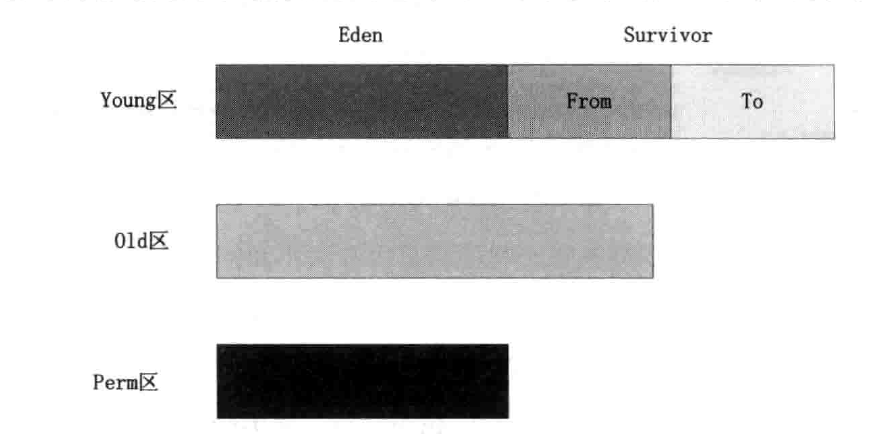 Eden Survivor
Young区 From To
Old区
Perm区